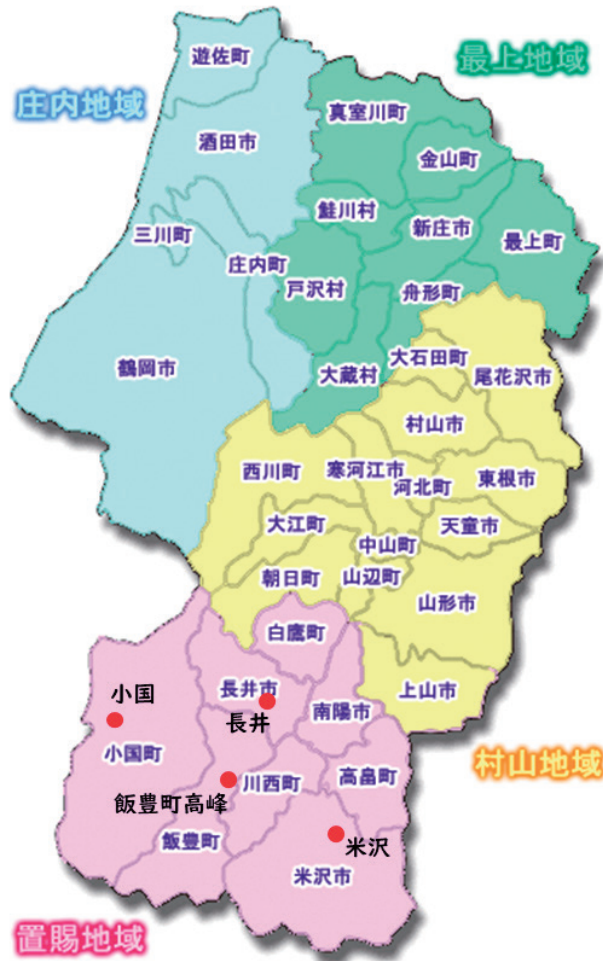 遊佐町
最上地域
庄内地域
真室川町
酒田市
金山町
鮭川村
新庄市
三川町
最上町
庄内町
戸沢村
舟形町
大石田町
鶴岡市
大蔵村
尾花沢市
村山市
西川町
寒河江市
東根市
河北町
大江町
天童市
中山町
朝日町
山辺町
山形市
白鷹町
小国
長井市
上山市
南陽市
長井
小国町
村山地域
高畠町
飯豊町高峰
川西町
飯豊町
米沢
米沢市
置賜地域